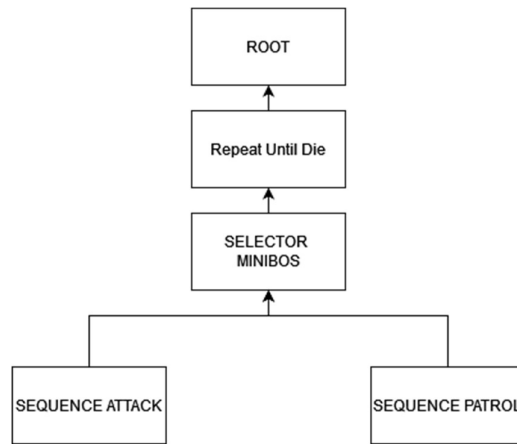 ROOT
Repeat Until Die
SELECTOR
MINIBOS
SEQUENCE ATTACK
SEQUENCE PATROL